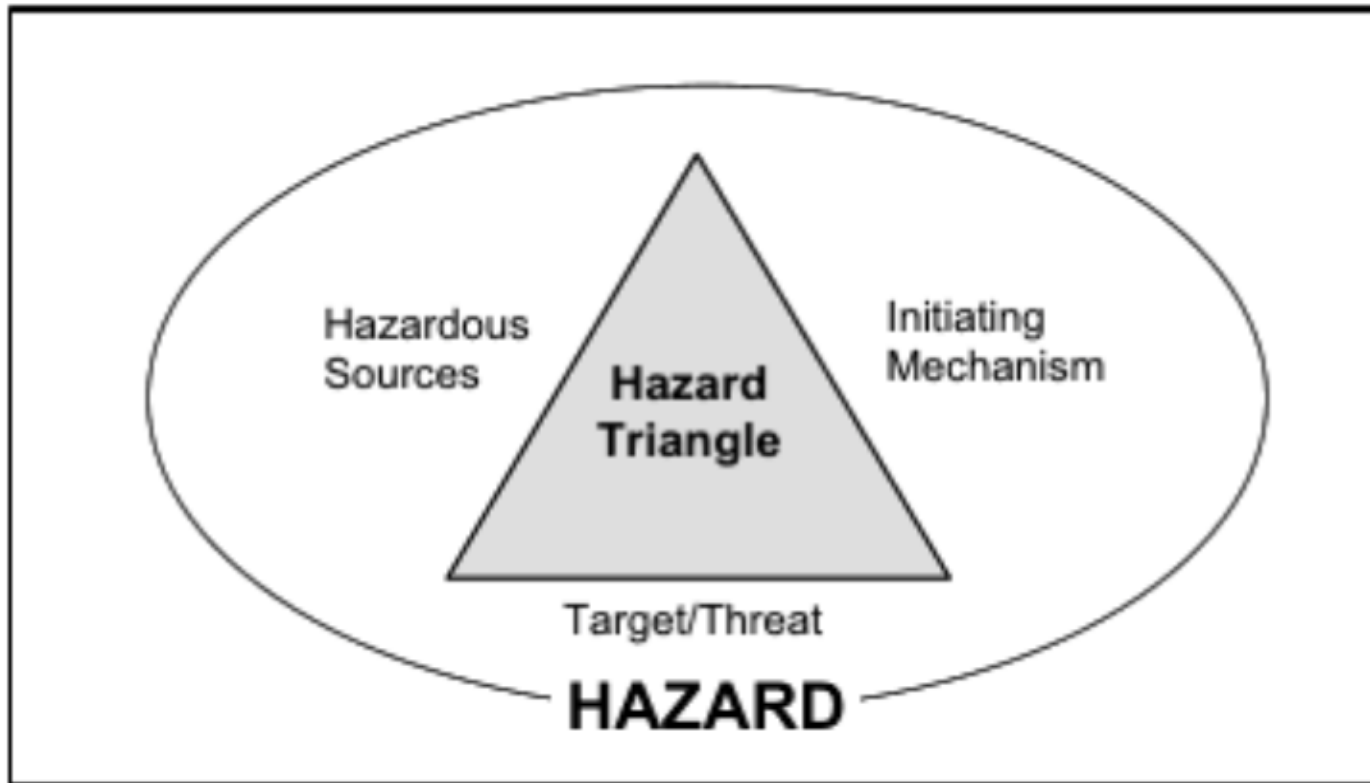 Hazardous
Sources
Initiating
Mechanism
Hazard
Triangle
Target/Threat
HAZARD